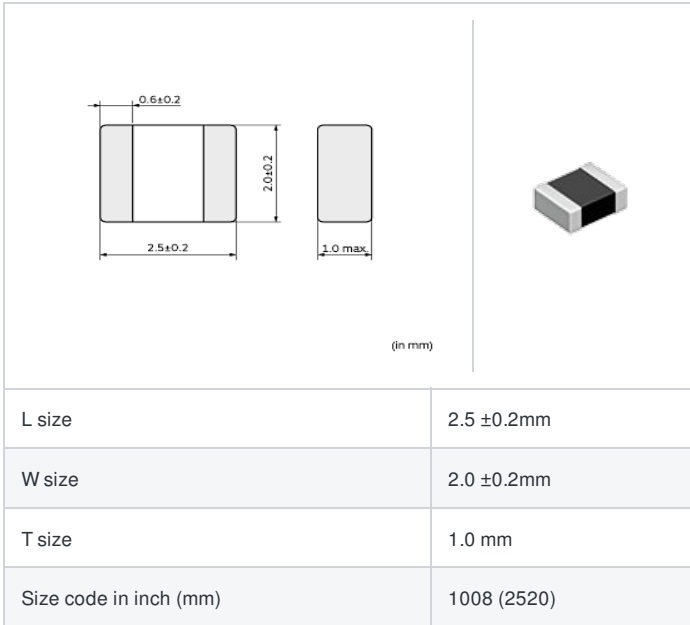 0.6±0.2
2.0±0.2
2.5±0.2
1.0 max.
(in mm)
L size
2.5 ±0.2mm
W size
2.0 ±0.2mm
T size
1.0 mm
Size code in inch (mm)
1008 (2520)